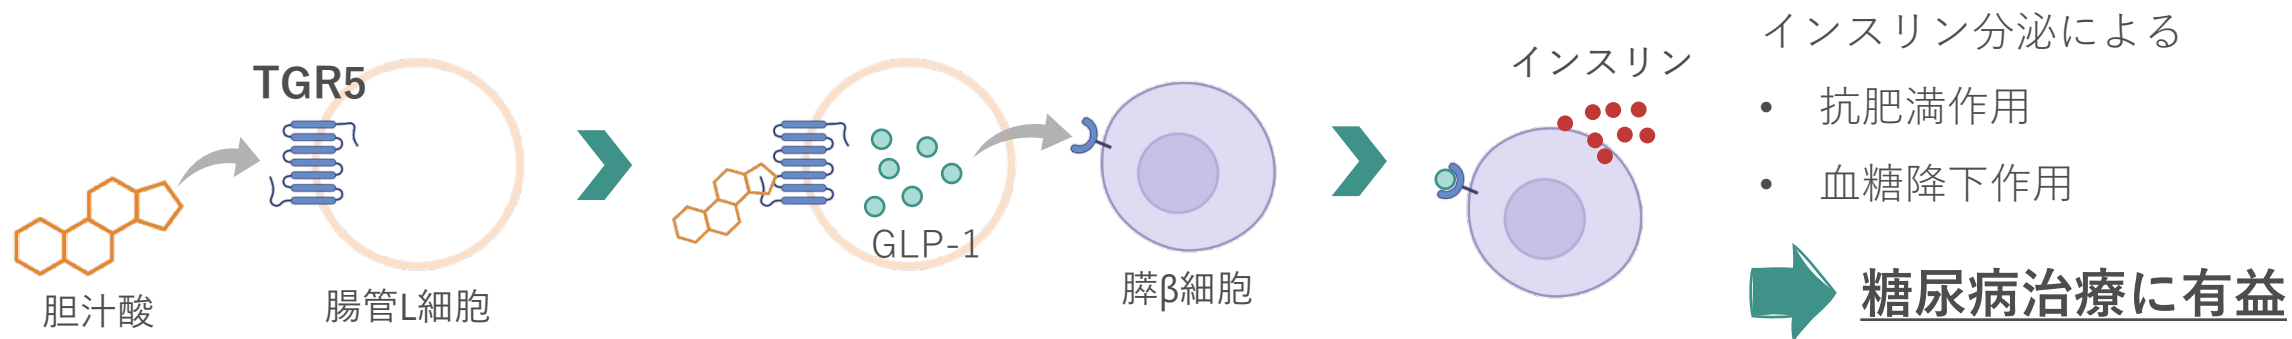 TGR5
胆汁酸
腸管L細胞
GLP-1
膵β細胞
インスリン
インスリン分泌による
• 抗肥満作用
• 血糖降下作用
糖尿病治療に有益